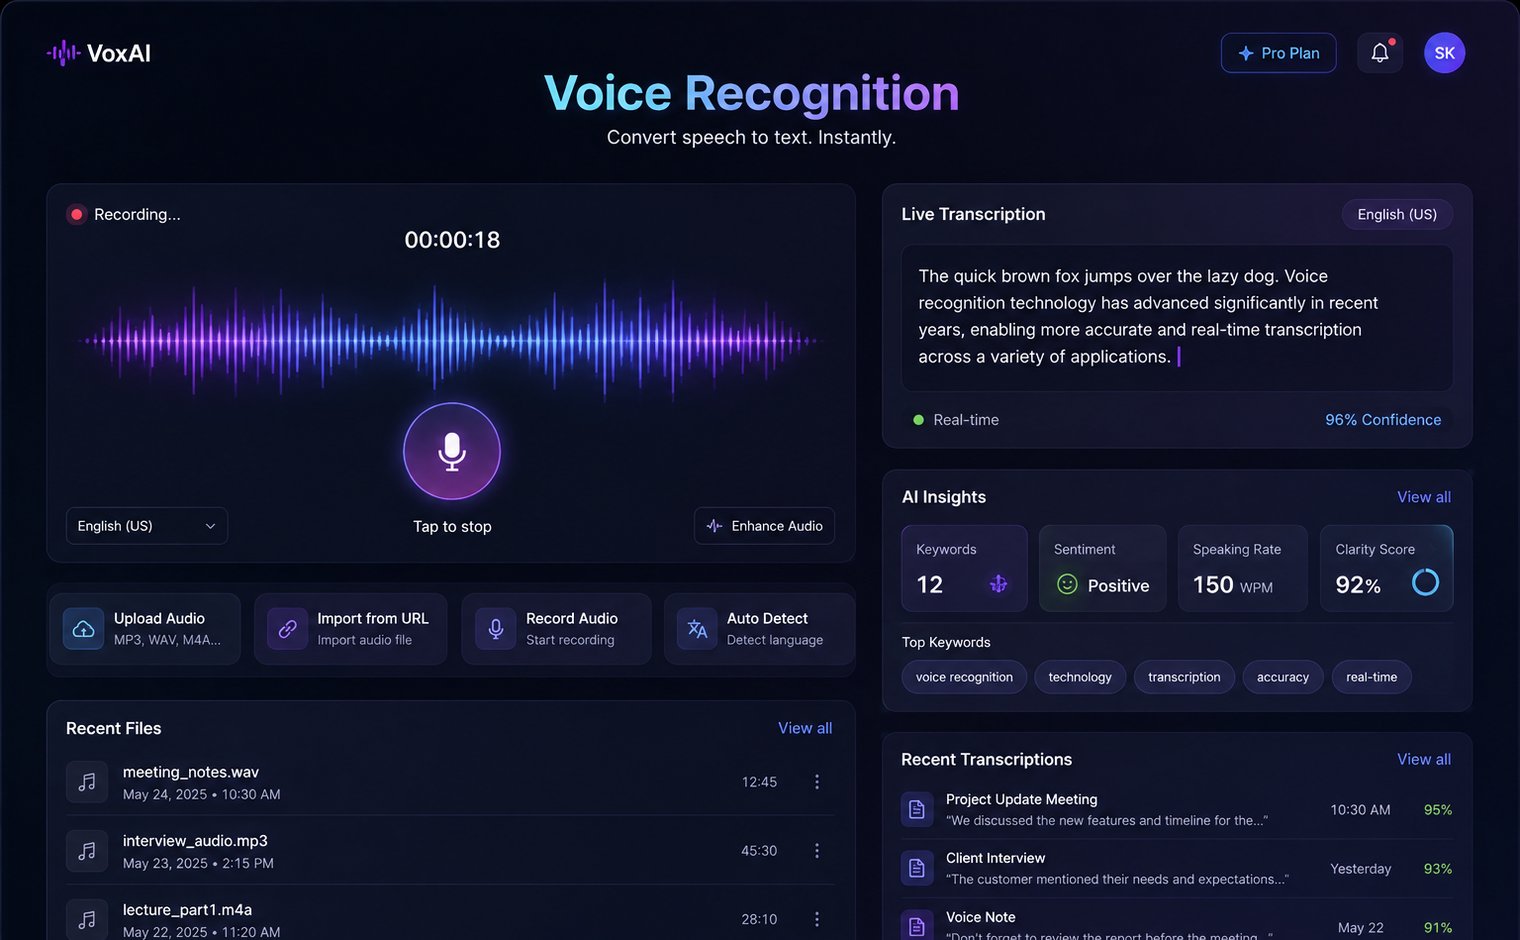 VoxAI
Pro Plan
SK
Voice Recognition
Convert speech to text. Instantly.
Recording...
00:00:18
English (US)
Tap to stop
Enhance Audio
Upload Audio
MP3, WAV, M4A...
Import from URL
Import audio file
Record Audio
Start recording
Auto Detect
Detect language
Recent Files
View all
meeting_notes.wav
May 24, 2025 • 10:30 AM
12:45
interview_audio.mp3
May 23, 2025 • 2:15 PM
45:30
lecture_part1.m4a
May 22, 2025 • 11:20 AM
28:10
Live Transcription
English (US)
The quick brown fox jumps over the lazy dog. Voice
recognition technology has advanced significantly in recent
years, enabling more accurate and real-time transcription
across a variety of applications.
Real-time
96% Confidence
AI Insights
View all
Keywords
12
Sentiment
Positive
Speaking Rate
150 WPM
Clarity Score
92%
Top Keywords
voice recognition
technology
transcription
accuracy
real-time
Recent Transcriptions
View all
Project Update Meeting
“We discussed the new features and timeline for the...”
10:30 AM
95%
Client Interview
“The customer mentioned their needs and expectations...”
Yesterday
93%
Voice Note
“Don't forget to review the report before the meeting...”
May 22
91%